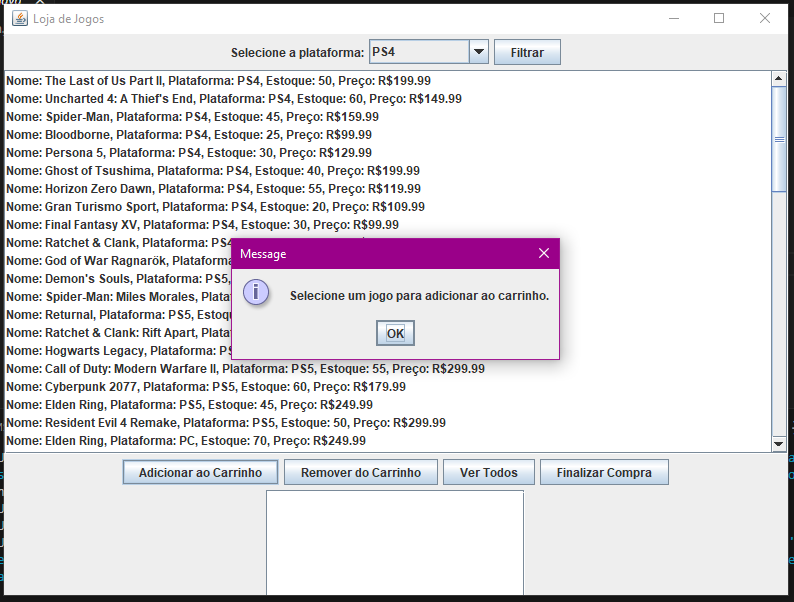 Loja de Jogos
Selecione a plataforma: PS4 Filtrar
Nome: The Last of Us Part II, Plataforma: PS4, Estoque: 50, Preço: R$199.99
Nome: Uncharted 4: A Thief's End, Plataforma: PS4, Estoque: 60, Preço: R$149.99
Nome: Spider-Man, Plataforma: PS4, Estoque: 45, Preço: R$159.99
Nome: Bloodborne, Plataforma: PS4, Estoque: 25, Preço: R$99.99
Nome: Persona 5, Plataforma: PS4, Estoque: 30, Preço: R$129.99
Nome: Ghost of Tsushima, Plataforma: PS4, Estoque: 40, Preço: R$199.99
Nome: Horizon Zero Dawn, Plataforma: PS4, Estoque: 55, Preço: R$119.99
Nome: Gran Turismo Sport, Plataforma: PS4, Estoque: 20, Preço: R$109.99
Nome: Final Fantasy XV, Plataforma: PS4, Estoque: 30, Preço: R$99.99
Nome: Ratchet & Clank, Plataforma: PS4
Nome: God of War Ragnarök, Plataforma
Nome: Demon's Souls, Plataforma: PS5,
Nome: Spider-Man: Miles Morales, Plata
Nome: Returnal, Plataforma: PS5, Estoqu
Nome: Ratchet & Clank: Rift Apart, Plataf
Nome: Hogwarts Legacy, Plataforma: PS
Message
Selecione um jogo para adicionar ao carrinho.
OK
Nome: Call of Duty: Modern Warfare II, Plataforma: PS5, Estoque: 55, Preço: R$299.99
Nome: Cyberpunk 2077, Plataforma: PS5, Estoque: 60, Preço: R$179.99
Nome: Elden Ring, Plataforma: PS5, Estoque: 45, Preço: R$249.99
Nome: Resident Evil 4 Remake, Plataforma: PS5, Estoque: 50, Preço: R$299.99
Nome: Elden Ring, Plataforma: PC, Estoque: 70, Preço: R$249.99
Adicionar ao Carrinho Remover do Carrinho Ver Todos Finalizar Compra